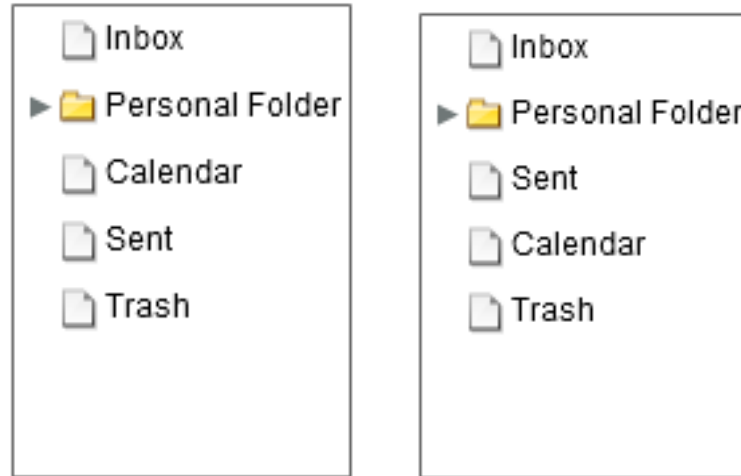 Inbox
Personal Folder
Calendar
Sent
Trash
Inbox
Personal Folder
Sent
Calendar
Trash